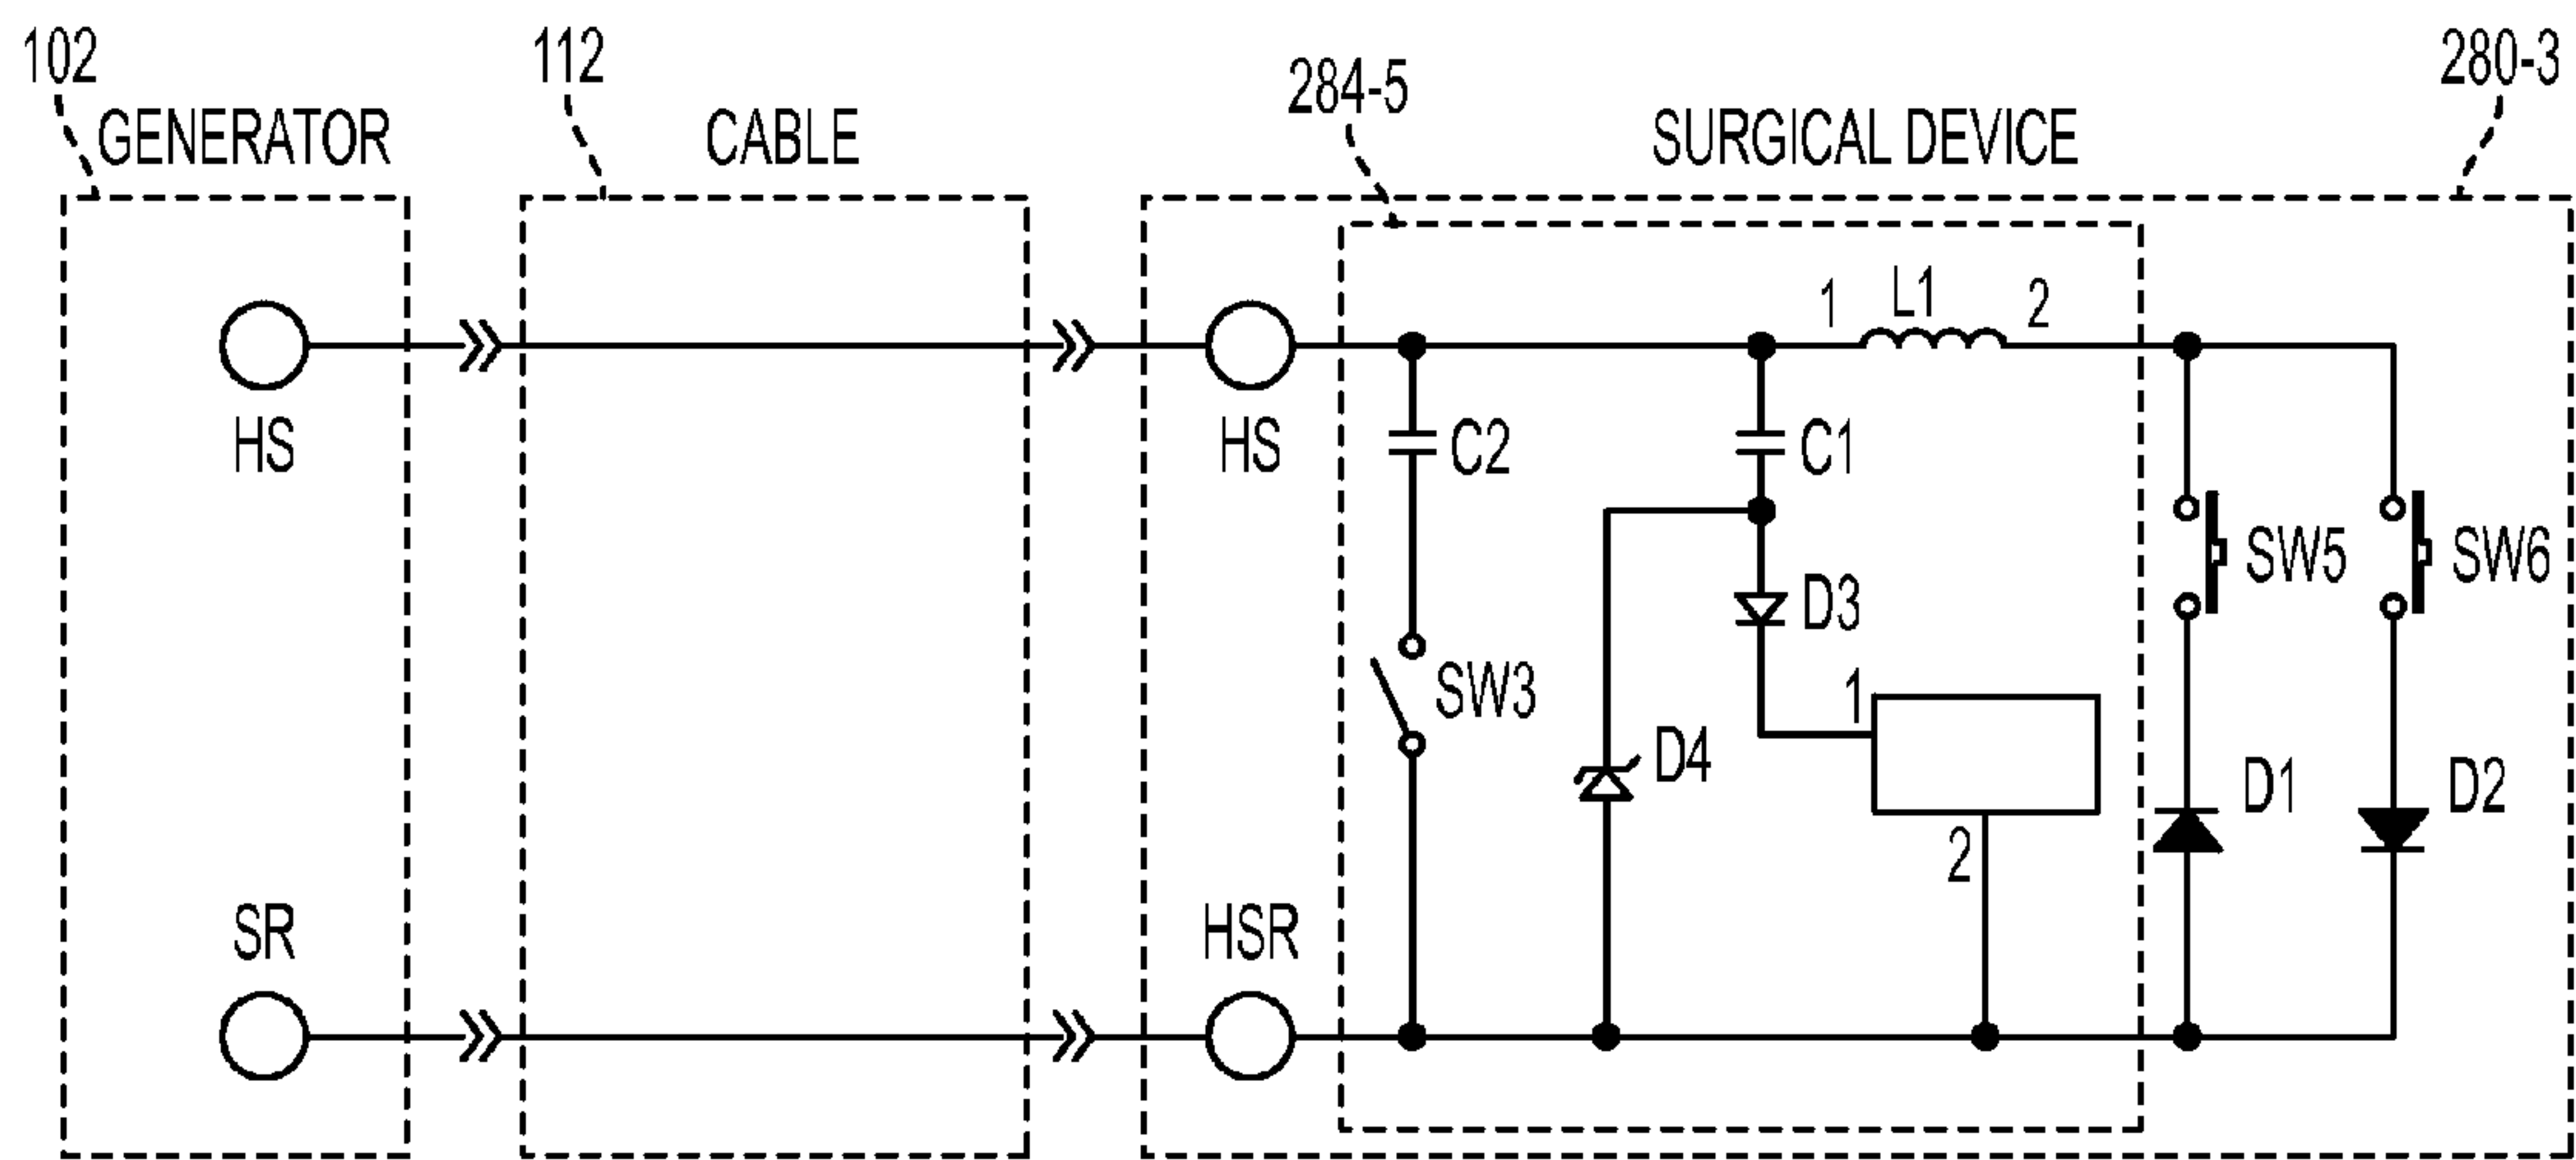 102
112
284-5
280-3
GENERATOR
CABLE
SURGICAL DEVICE
1
L1
2
HS
HS
C2
C1
SW5
SW6
D3
SW3
1
D4
D1
D2
2
SR
HSR